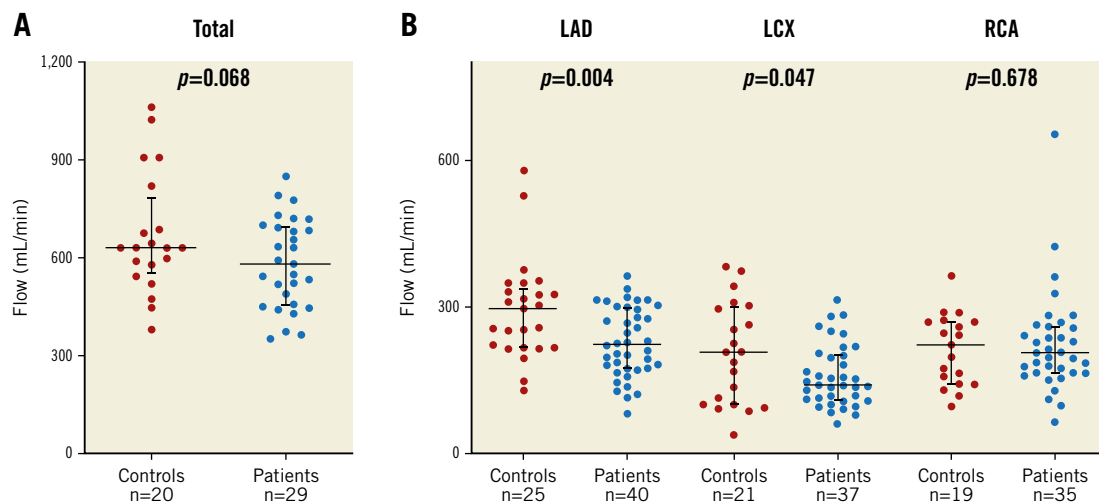 A
Total
p=0.068
Flow (mL/min)
1,200
900
600
300
0
Controls
n=20
Patients
n=29
B
LAD
LCX
RCA
p=0.004
p=0.047
p=0.678
Flow (mL/min)
600
300
0
Controls
n=25
Patients
n=40
Controls
n=21
Patients
n=37
Controls
n=19
Patients
n=35